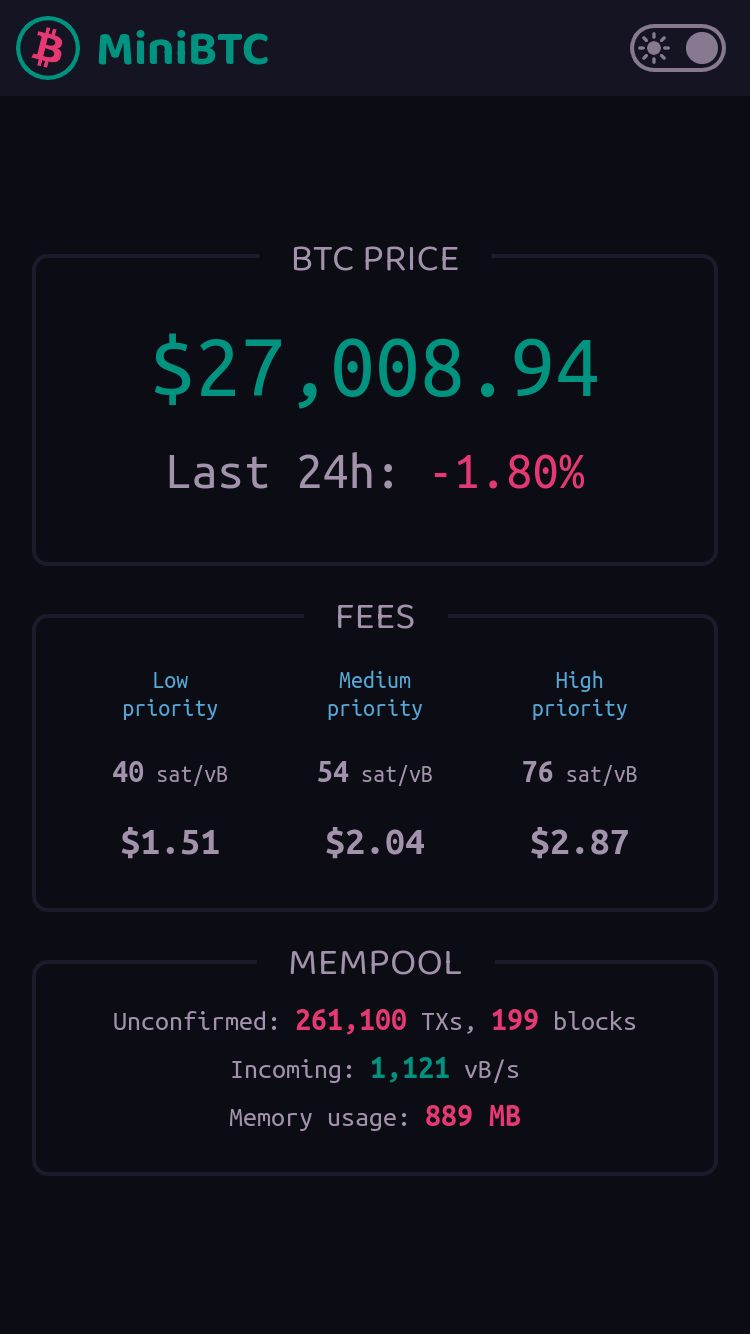 MiniBTC
BTC PRICE
$27,008.94
Last 24h: -1.80%
FEES
Low priority
Medium priority
High priority
40 sat/vB
54 sat/vB
76 sat/vB
$1.51
$2.04
$2.87
MEMPOOL
Unconfirmed: 261,100 TXs, 199 blocks
Incoming: 1,121 vB/s
Memory usage: 889 MB